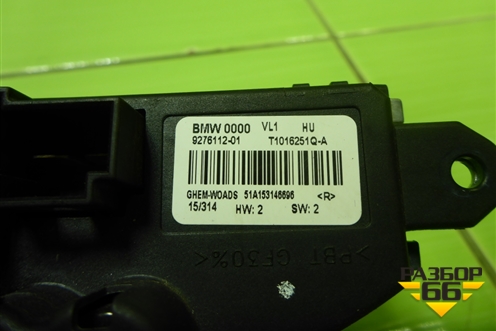 BMW 0000 VL1 HU
9276112-01 T1016251Q-A
GHEM-WOADS 51A153146696 <R>
15/314 HW: 2 SW: 2
>PBT GF30%<
РАЗБОР
66